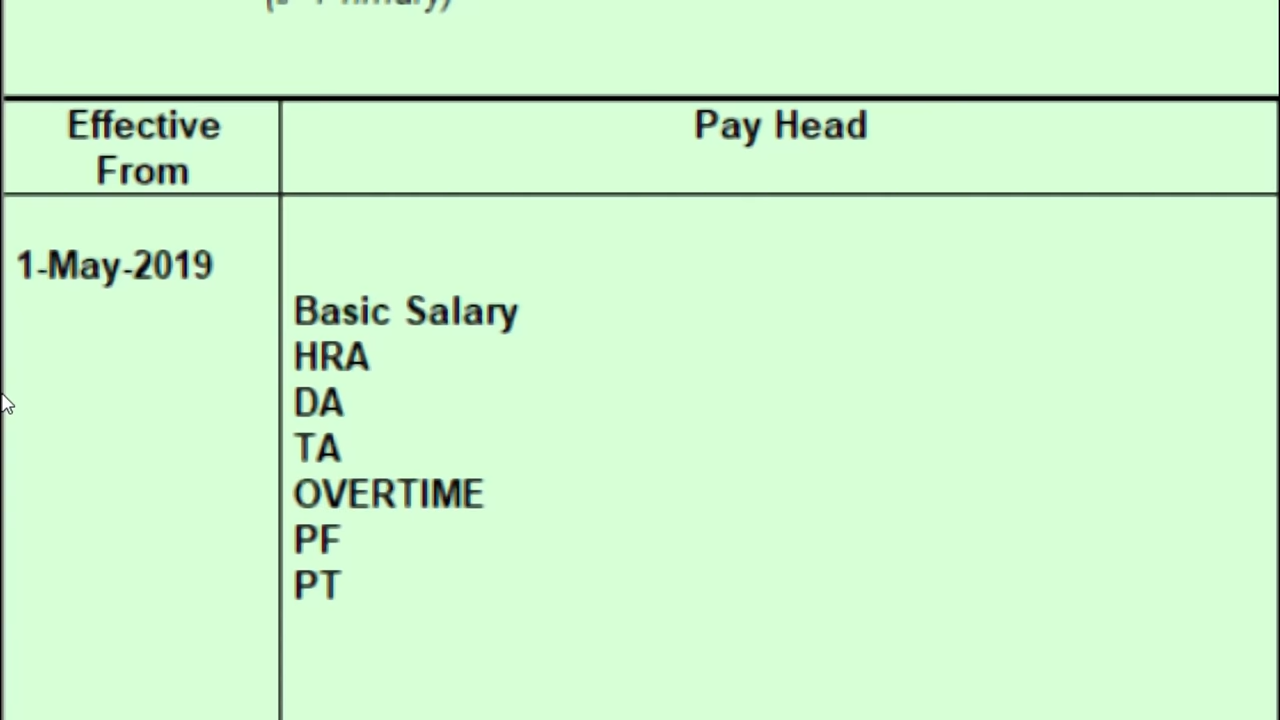 Effective
From
Pay Head
1-May-2019
Basic Salary
HRA
DA
TA
OVERTIME
PF
PT